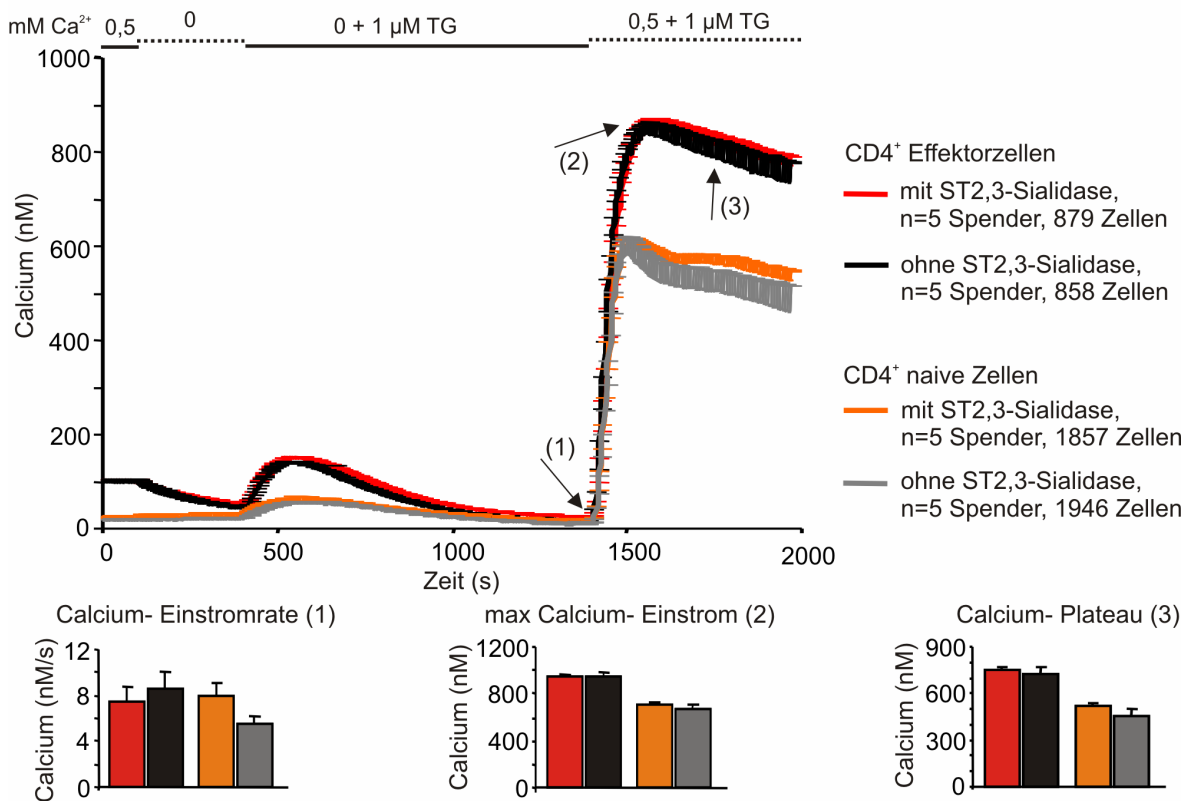 mM Ca²⁺ 0,5 0 0 + 1 µM TG 0,5 + 1 µM TG
1000
800
600
400
200
0
Calcium (nM)
(1)
(2)
(3)
0 500 1000 1500 2000
Zeit (s)
CD4⁺ Effektorzellen
mit ST2,3-Sialidase,
n=5 Spender, 879 Zellen
ohne ST2,3-Sialidase,
n=5 Spender, 858 Zellen
CD4⁺ naive Zellen
mit ST2,3-Sialidase,
n=5 Spender, 1857 Zellen
ohne ST2,3-Sialidase,
n=5 Spender, 1946 Zellen
Calcium- Einstromrate (1)
Calcium (nM/s)
12
8
4
0
max Calcium- Einstrom (2)
Calcium (nM)
1200
800
400
0
Calcium- Plateau (3)
Calcium (nM)
900
600
300
0